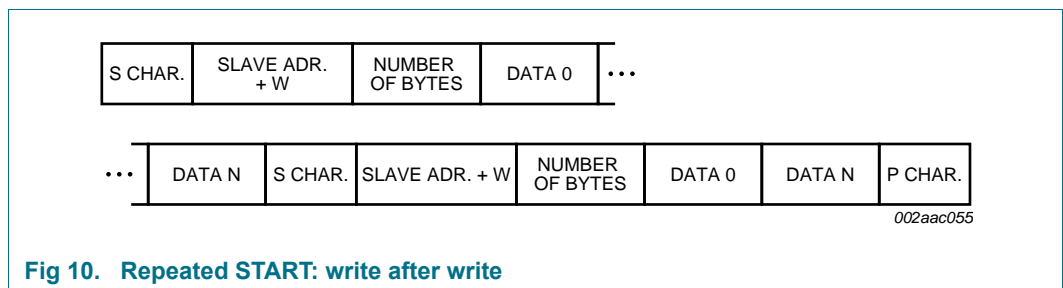 S CHAR.
SLAVE ADR.
+ W
NUMBER
OF BYTES
DATA 0
...
... DATA N
S CHAR.
SLAVE ADR. + W
NUMBER
OF BYTES
DATA 0
DATA N
P CHAR.
002aac055
Fig 10. Repeated START: write after write